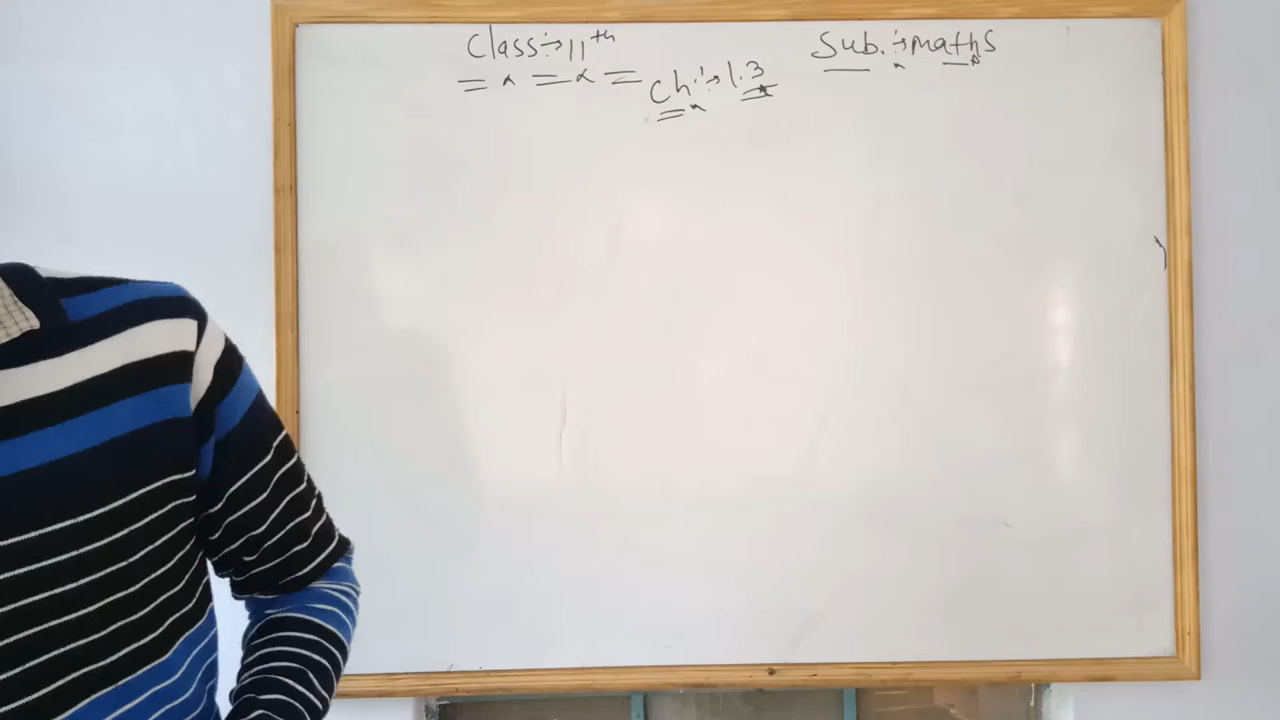 Class :→ 11th
Sub. :→ maths
Ch. :→ 1.3